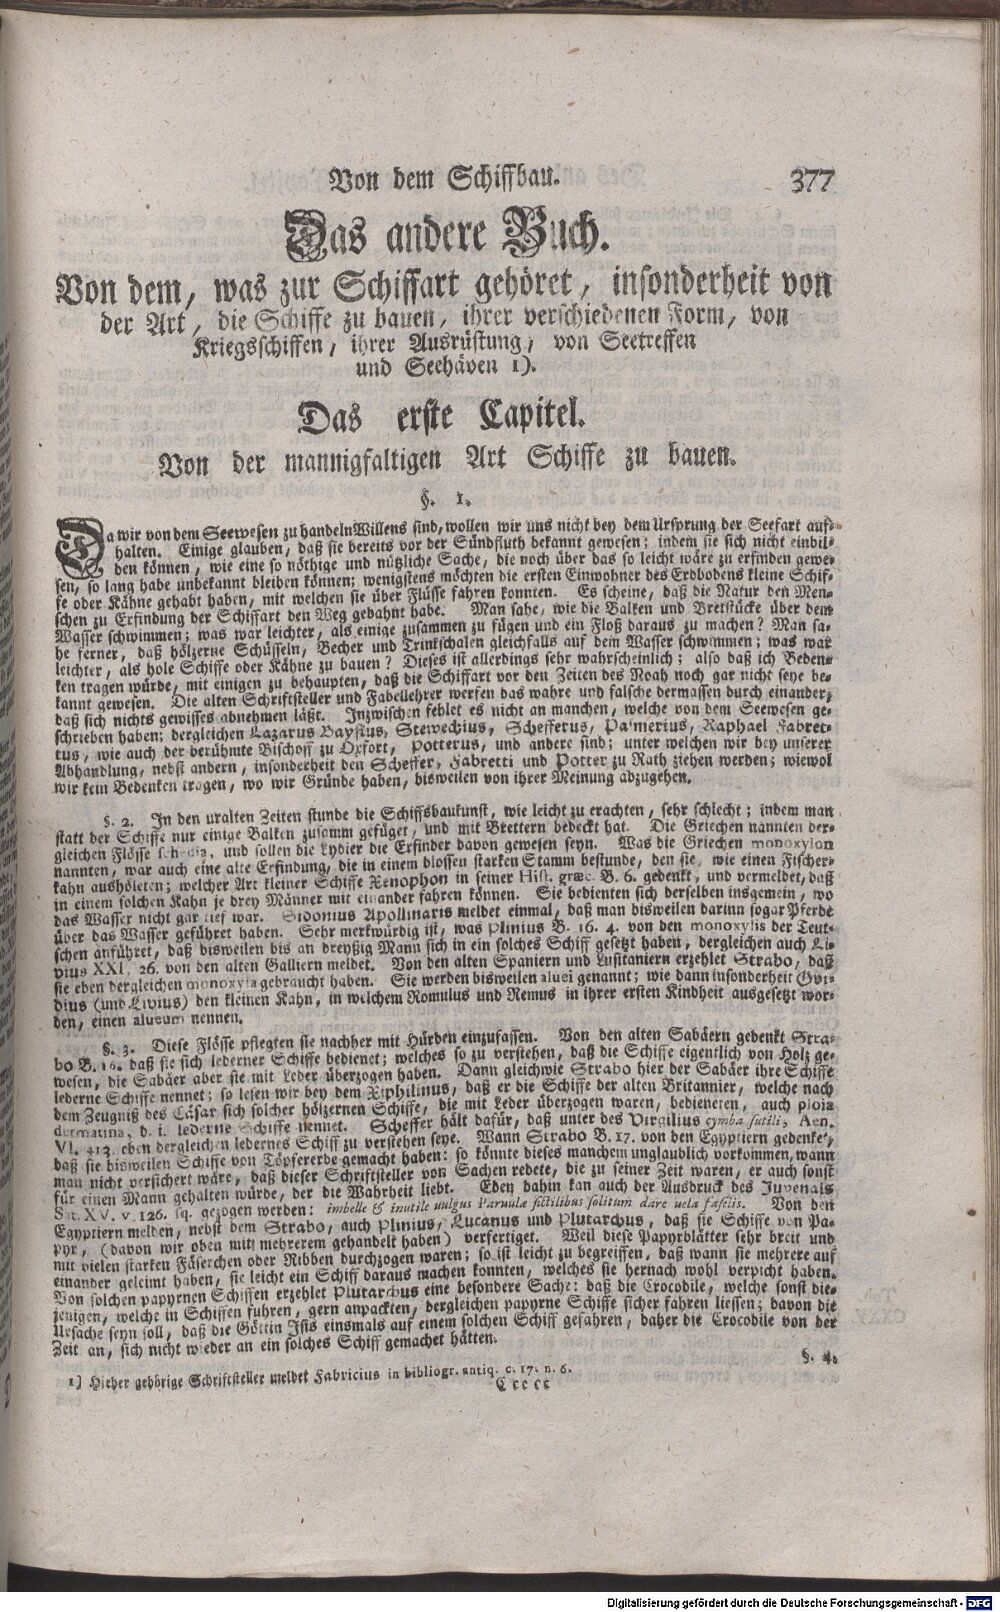 Von dem Schiffbau. 377
Das andere Buch.
Von dem, was zur Schiffart gehöret, insonderheit von
der Art, die Schiffe zu bauen, ihrer verschiedenen Form, von
Kriegsschiffen, ihrer Ausrüstung, von Seetreffen
und Seehäven 1).
Das erste Capitel.
Von der mannigfaltigen Art Schiffe zu bauen.
§. 1.
Da wir von dem Seewesen zu handeln Willens sind, wollen wir uns nicht bey dem Ursprung der Seefart auf-
halten. Einige glauben, daß sie bereits vor der Sündfluth bekannt gewesen; indem sie sich nicht einbil-
den können, wie eine so nöthige und nützliche Sache, die noch über das so leicht wäre zu erfinden gewe-
sen, so lang habe unbekannt bleiben können; wenigstens möchten die ersten Einwohner des Erdbodens kleine Schif-
fe oder Kähne gehabt haben, mit welchen sie über Flüsse fahren konnten. Es scheine, daß die Natur den Men-
schen zu Erfindung der Schiffart den Weg gebahnt habe. Man sahe, wie die Balken und Bretstücke über dem
Wasser schwimmen; was war leichter, als einige zusammen zu fügen und ein Floß daraus zu machen? Man sa-
he ferner, daß hölzerne Schüsseln, Becher und Trinkschalen gleichfalls auf dem Wasser schwommen; was war
leichter, als hole Schiffe oder Kähne zu bauen? Dieses ist allerdings sehr wahrscheinlich; also daß ich Beden-
ken tragen würde, mit einigen zu behaupten, daß die Schiffart vor den Zeiten des Noah noch gar nicht seye be-
kannt gewesen. Die alten Schriftsteller und Fabellehrer werfen das wahre und falsche dermassen durch einander,
daß sich nichts gewisses abnehmen läßt. Inzwischen fehlet es nicht an manchen, welche von dem Seewesen ge-
schrieben haben; dergleichen Lazarus Bayfius, Stewechius, Schefferus, Palmerius, Raphael Fabret-
tus, wie auch der berühmte Bischoff zu Oxfort, Potterus, und andere sind; unter welchen wir bey unserer
Abhandlung, nebst andern, insonderheit den Scheffer, Fabretti und Potter zu Rath ziehen werden; wiewol
wir kein Bedenken tragen, wo wir Gründe haben, bisweilen von ihrer Meinung abzugehen.
§. 2. In den uralten Zeiten stunde die Schiffsbaukunst, wie leicht zu erachten, sehr schlecht; indem man
statt der Schiffe nur einige Balken zusamm gefüget, und mit Brettern bedeckt hat. Die Griechen nannten der-
gleichen Flösse schedia, und sollen die Lydier die Erfinder davon gewesen seyn. Was die Griechen monoxylon
nannten, war auch eine alte Erfindung, die in einem blossen starken Stamm bestunde, den sie, wie einen Fischer-
kahn aushöleten; welcher Art kleiner Schiffe Xenophon in seiner Hist. græc. B. 6. gedenkt, und vermeldet, daß
in einem solchen Kahn je drey Männer mit einander fahren können. Sie bedienten sich derselben insgemein, wo
das Wasser nicht gar tief war. Sidonius Apollinaris meldet einmal, daß man bisweilen darinn sogar Pferde
über das Wasser geführet haben. Sehr merkwürdig ist, was Plinius B. 16. 4. von den monoxylis der Teut-
schen anführet, daß bisweilen bis an dreyßig Mann sich in ein solches Schiff gesetzt haben, dergleichen auch Li-
vius XXI, 26. von den alten Galliern meldet. Von den alten Spaniern und Lusitaniern erzehlet Strabo, daß
sie eben dergleichen monoxyla gebraucht haben. Sie werden bisweilen aluei genannt; wie dann insonderheit Ovi-
dius (und Livius) den kleinen Kahn, in welchem Romulus und Remus in ihrer ersten Kindheit ausgesetzt wor-
den, einen alueum nennen.
§. 3. Diese Flösse pflegten sie nachher mit Hürden einzufassen. Von den alten Sabäern gedenkt Stra-
bo B. 16. daß sie sich lederner Schiffe bedienet; welches so zu verstehen, daß die Schiffe eigentlich von Holz ge-
wesen, die Sabäer aber sie mit Leder überzogen haben. Dann gleichwie Strabo hier der Sabäer ihre Schiffe
lederne Schiffe nennet; so lesen wir bey dem Xiphilinus, daß er die Schiffe der alten Britannier, welche nach
dem Zeugniß des Cäsar sich solcher hölzernen Schiffe, die mit Leder überzogen waren, bedieneten, auch ploia
dermatina, d. i. lederne Schiffe nennet. Scheffer hält dafür, daß unter des Virgilius cymba sutili, Aen.
VI. 413. eben dergleichen ledernes Schiff zu verstehen seye. Wann Strabo B. 17. von den Egyptiern gedenket,
daß sie bisweilen Schiffe von Töpfererde gemacht haben: so könnte dieses manchem unglaublich vorkommen, wann
man nicht versichert wäre, daß dieser Schriftsteller von Sachen redete, die zu seiner Zeit waren, er auch sonst
für einen Mann gehalten würde, der die Wahrheit liebt. Eben dahin kan auch der Ausdruck des Juvenals
Sat. XV. v. 126. sq. gezogen werden: imbelle & inutile uulgus Paruula fictilibus solitum dare uela faselis. Von den
Egyptiern melden, nebst dem Strabo, auch Plinius, Lucanus und Plutarchus, daß sie Schiffe von Pa-
pyr, (davon wir oben mit mehrerem gehandelt haben) verfertiget. Weil diese Papyrblätter sehr breit und
mit vielen starken Fäserchen oder Ribben durchzogen waren; so ist leicht zu begreiffen, daß wann sie mehrere auf
einander geleimt haben, sie leicht ein Schiff daraus machen konnten, welches sie hernach wohl verpicht haben.
Von solchen papyrnen Schiffen erzehlet Plutarchus eine besondere Sache: daß die Crocodile, welche sonst die-
jenigen, welche in Schiffen fuhren, gern anpackten, dergleichen papyrne Schiffe sicher fahren liessen; davon die
Ursache seyn soll, daß die Göttin Isis einsmals auf einem solchen Schiff gefahren, daher die Crocodile von der
Zeit an, sich nicht wieder an ein solches Schiff gemachet hätten.
§. 4.
1) Hieher gehörige Schriftsteller meldet Fabricius in bibliogr. antiq. c. 17. n. 6.
Ccccc
Digitalisierung gefördert durch die Deutsche Forschungsgemeinschaft - DFG